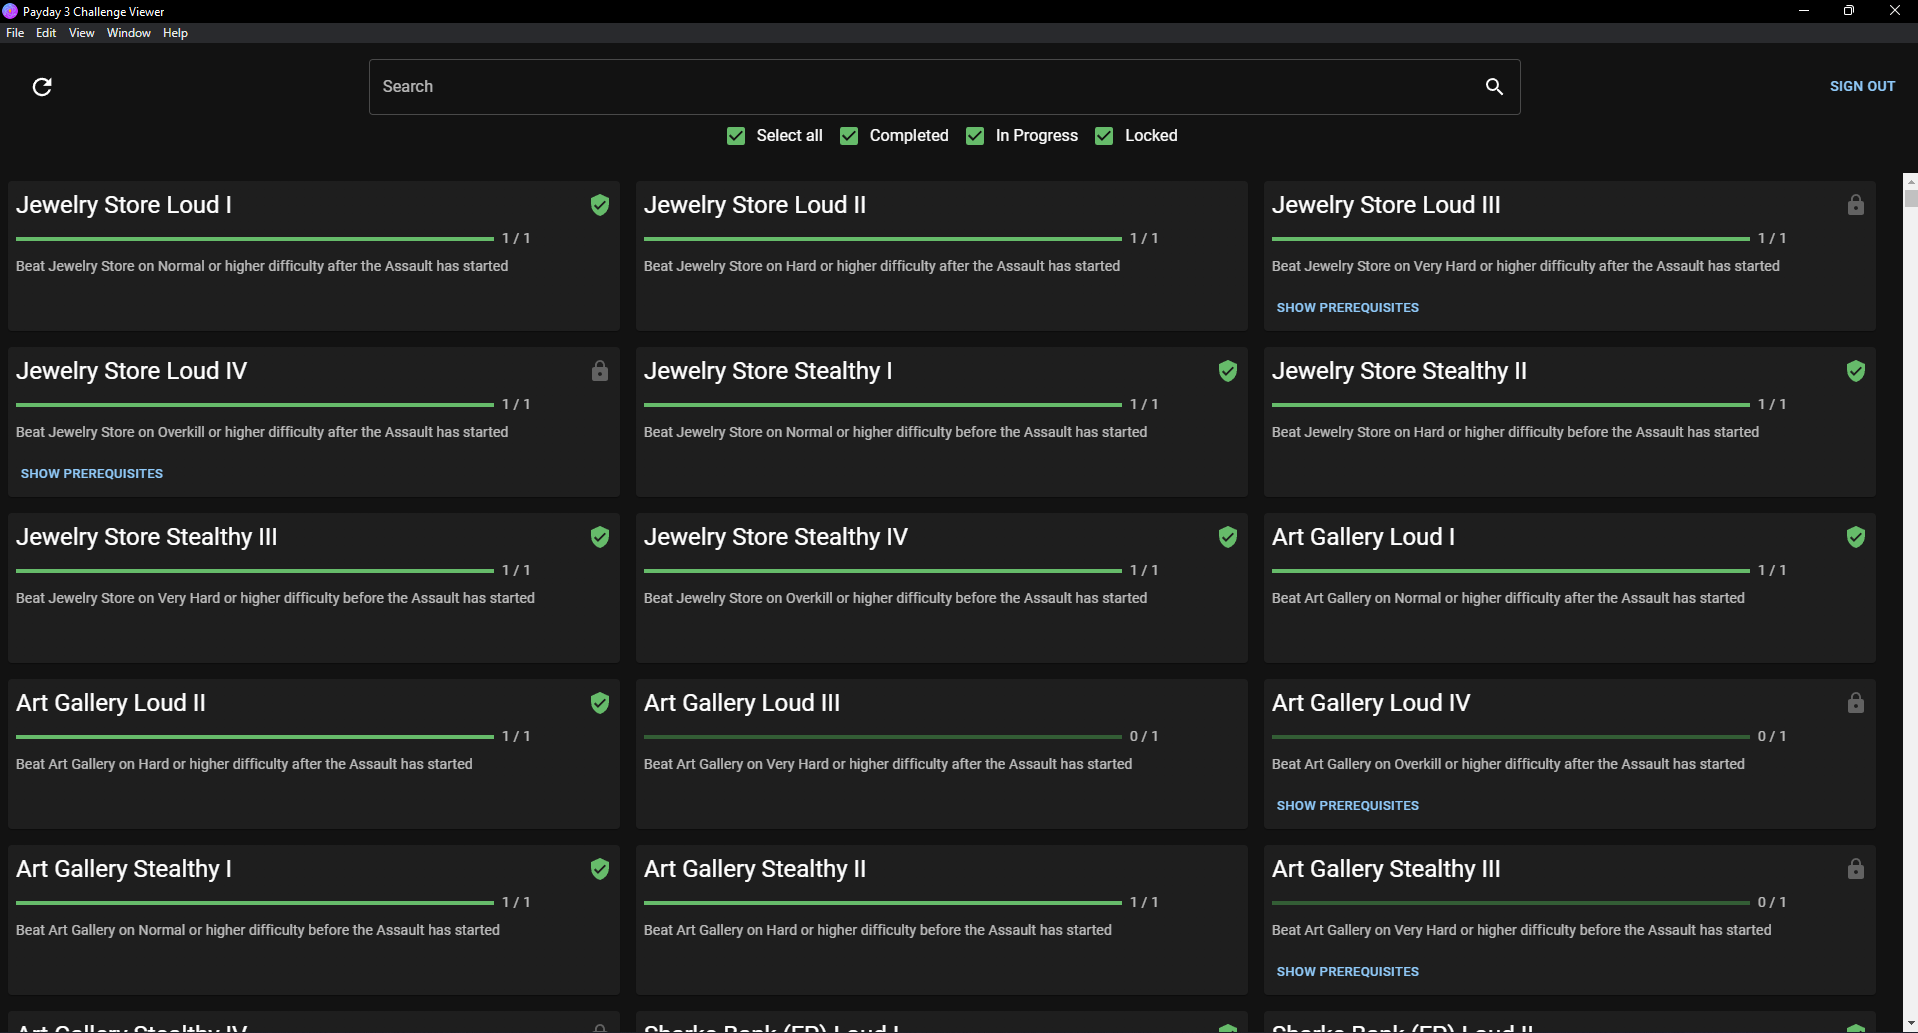 Payday 3 Challenge Viewer
File Edit View Window Help
Search
SIGN OUT
Select all Completed In Progress Locked
Jewelry Store Loud I
1 / 1
Beat Jewelry Store on Normal or higher difficulty after the Assault has started
Jewelry Store Loud II
1 / 1
Beat Jewelry Store on Hard or higher difficulty after the Assault has started
Jewelry Store Loud III
1 / 1
Beat Jewelry Store on Very Hard or higher difficulty after the Assault has started
SHOW PREREQUISITES
Jewelry Store Loud IV
1 / 1
Beat Jewelry Store on Overkill or higher difficulty after the Assault has started
SHOW PREREQUISITES
Jewelry Store Stealthy I
1 / 1
Beat Jewelry Store on Normal or higher difficulty before the Assault has started
Jewelry Store Stealthy II
1 / 1
Beat Jewelry Store on Hard or higher difficulty before the Assault has started
Jewelry Store Stealthy III
1 / 1
Beat Jewelry Store on Very Hard or higher difficulty before the Assault has started
Jewelry Store Stealthy IV
1 / 1
Beat Jewelry Store on Overkill or higher difficulty before the Assault has started
Art Gallery Loud I
1 / 1
Beat Art Gallery on Normal or higher difficulty after the Assault has started
Art Gallery Loud II
1 / 1
Beat Art Gallery on Hard or higher difficulty after the Assault has started
Art Gallery Loud III
0 / 1
Beat Art Gallery on Very Hard or higher difficulty after the Assault has started
Art Gallery Loud IV
0 / 1
Beat Art Gallery on Overkill or higher difficulty after the Assault has started
SHOW PREREQUISITES
Art Gallery Stealthy I
1 / 1
Beat Art Gallery on Normal or higher difficulty before the Assault has started
Art Gallery Stealthy II
1 / 1
Beat Art Gallery on Hard or higher difficulty before the Assault has started
Art Gallery Stealthy III
0 / 1
Beat Art Gallery on Very Hard or higher difficulty before the Assault has started
SHOW PREREQUISITES
Art Gallery Stealthy IV
Sharke Bank (EP) Loud I
Sharke Bank (EP) Loud II